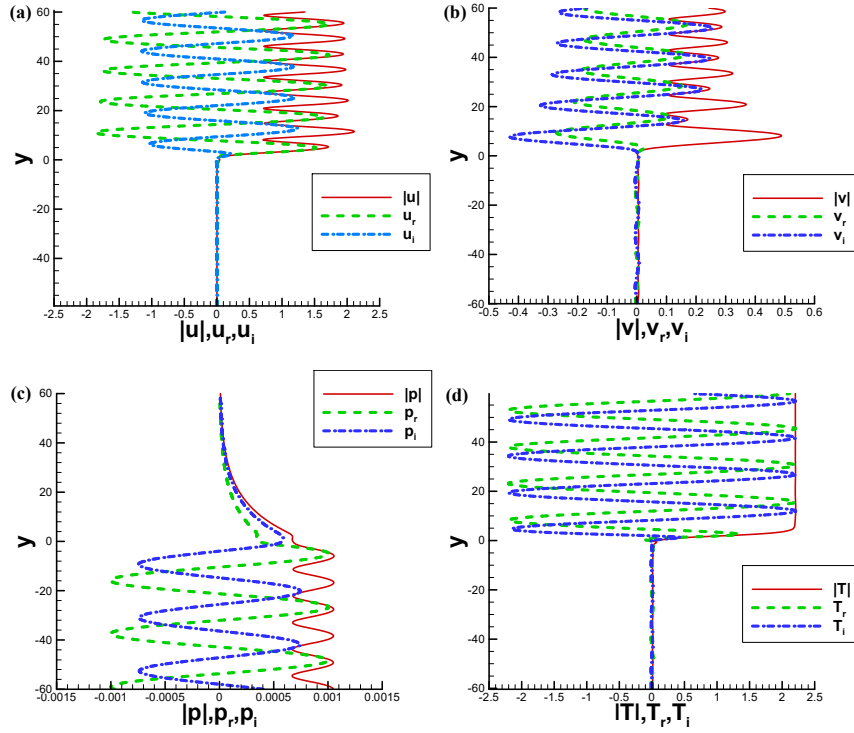 (a)
60
40
20
0
20
40
y
-2.5 -2 -1.5 -1 -0.5 0 0.5 1 1.5 2 2.5
|u|,u_r,u_i
|u|
u_r
u_i
(b)
60
40
20
0
-20
-40
-60
y
-0.5 -0.4 -0.3 -0.2 -0.1 0 0.1 0.2 0.3 0.4 0.5 0.6
|v|,v_r,v_i
|v|
v_r
v_i
(c)
60
40
20
0
-20
-40
-60
y
-0.0015 -0.001 -0.0005 0 0.0005 0.001 0.0015
|p|,p_r,p_i
|p|
p_r
p_i
(d)
60
40
20
0
-20
-40
-60
y
-2.5 -2 -1.5 -1 -0.5 0 0.5 1 1.5 2 2.5
|T|,T_r,T_i
|T|
T_r
T_i